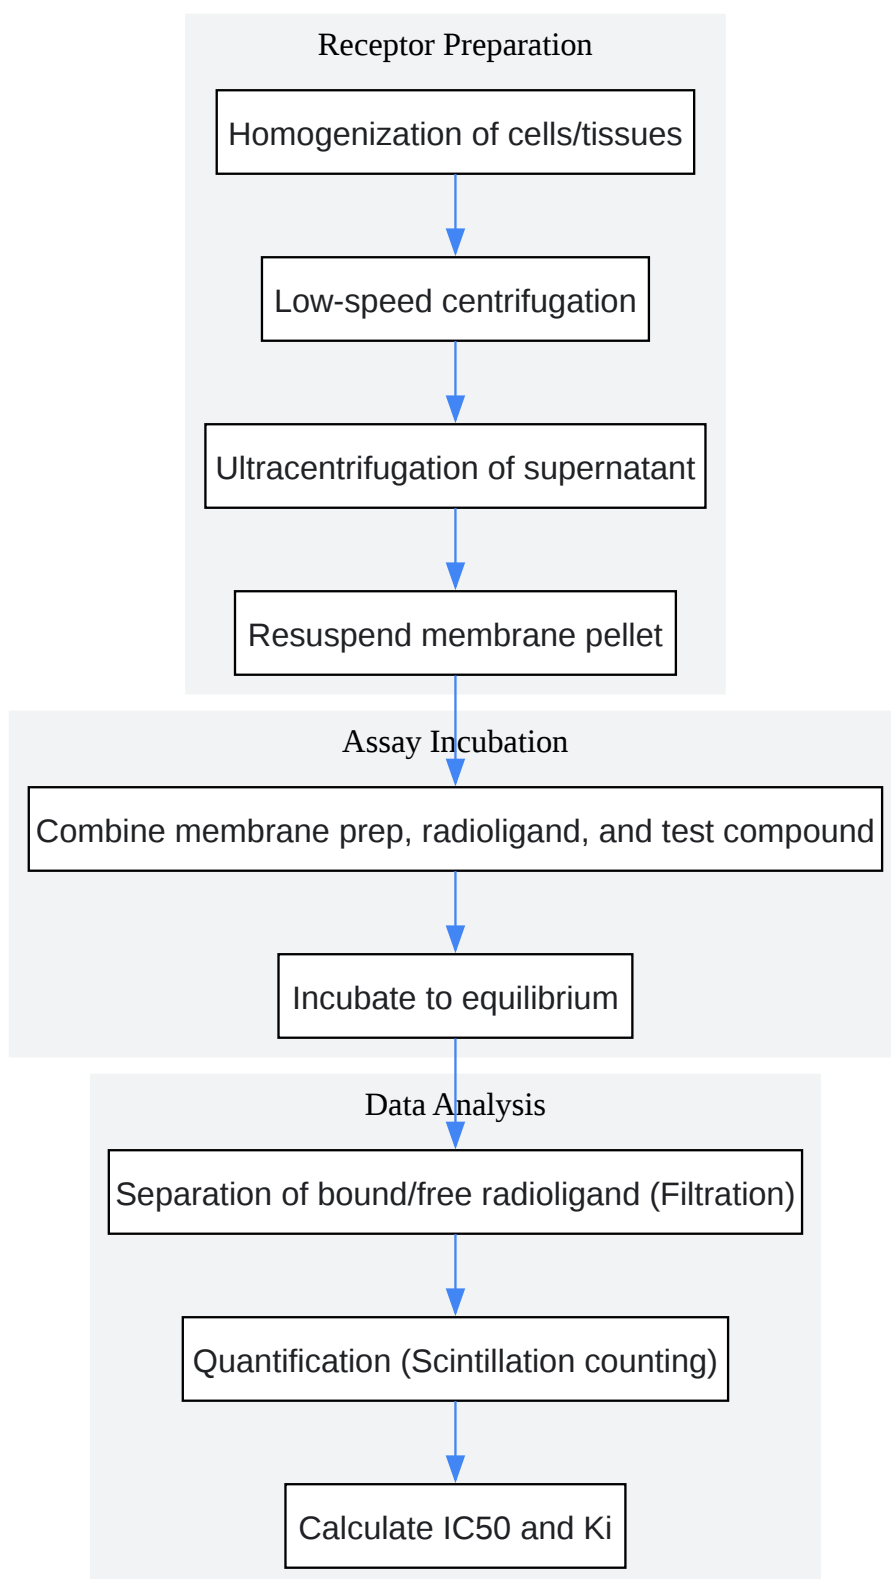 Receptor Preparation
Homogenization of cells/tissues
Low-speed centrifugation
Ultracentrifugation of supernatant
Resuspend membrane pellet
Assay Incubation
Combine membrane prep, radioligand, and test compound
Incubate to equilibrium
Data Analysis
Separation of bound/free radioligand (Filtration)
Quantification (Scintillation counting)
Calculate IC50 and Ki